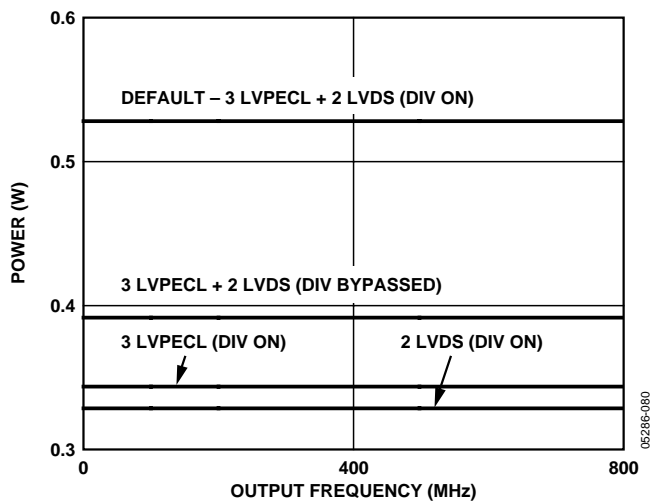 0.6
DEFAULT – 3 LVPECL + 2 LVDS (DIV ON)
0.5
POWER (W)
3 LVPECL + 2 LVDS (DIV BYPASSED)
0.4
3 LVPECL (DIV ON)
2 LVDS (DIV ON)
0.3
0
400
800
OUTPUT FREQUENCY (MHz)
05286-080